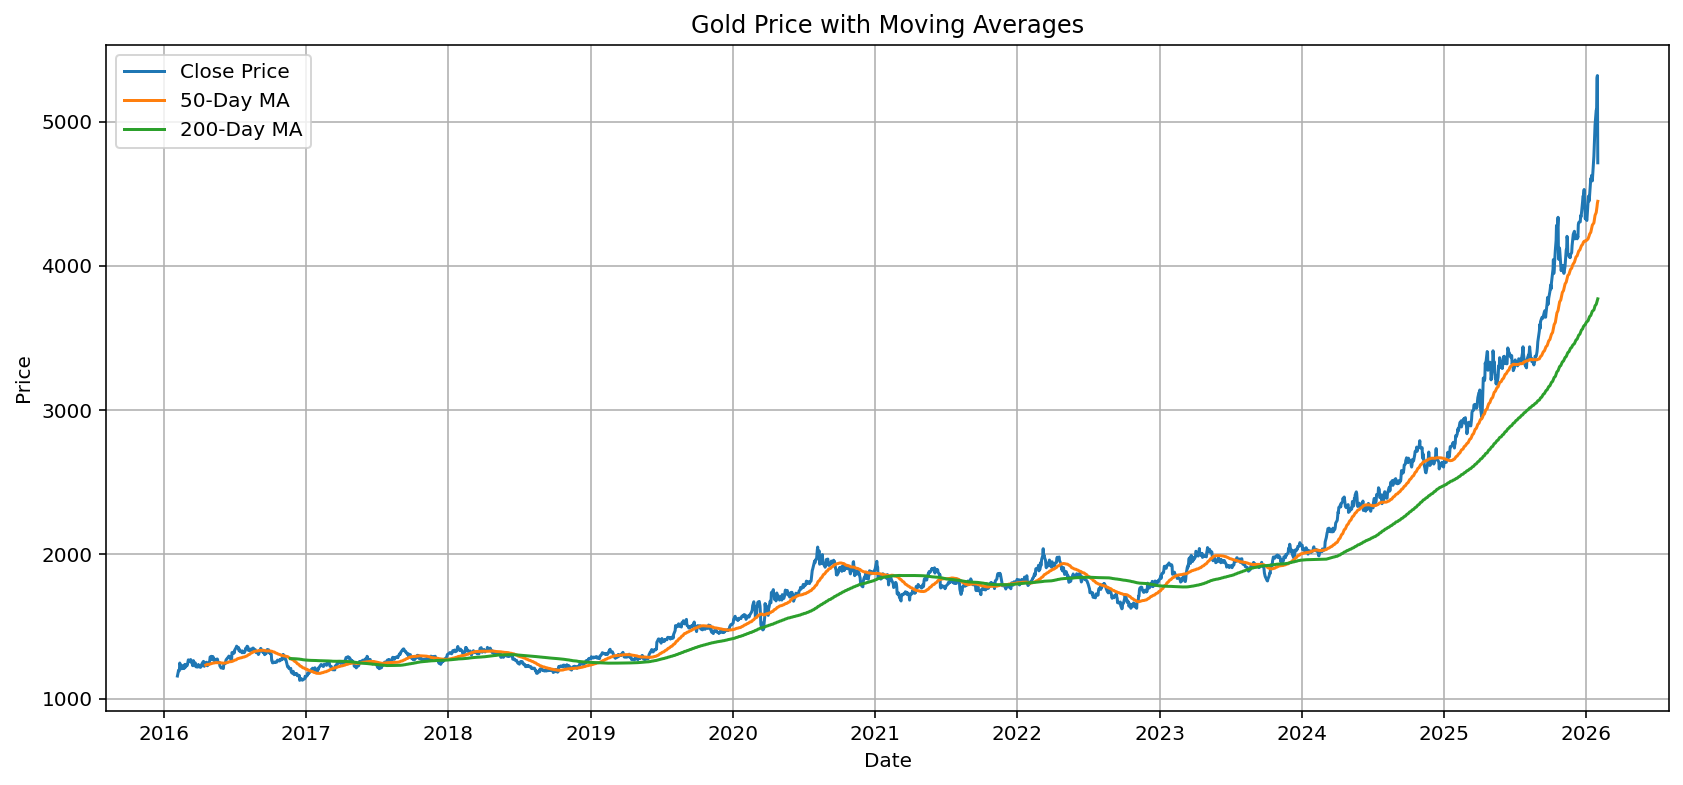 Gold Price with Moving Averages
Close Price
50-Day MA
200-Day MA
Price
5000
4000
3000
2000
1000
2016 2017 2018 2019 2020 2021 2022 2023 2024 2025 2026
Date